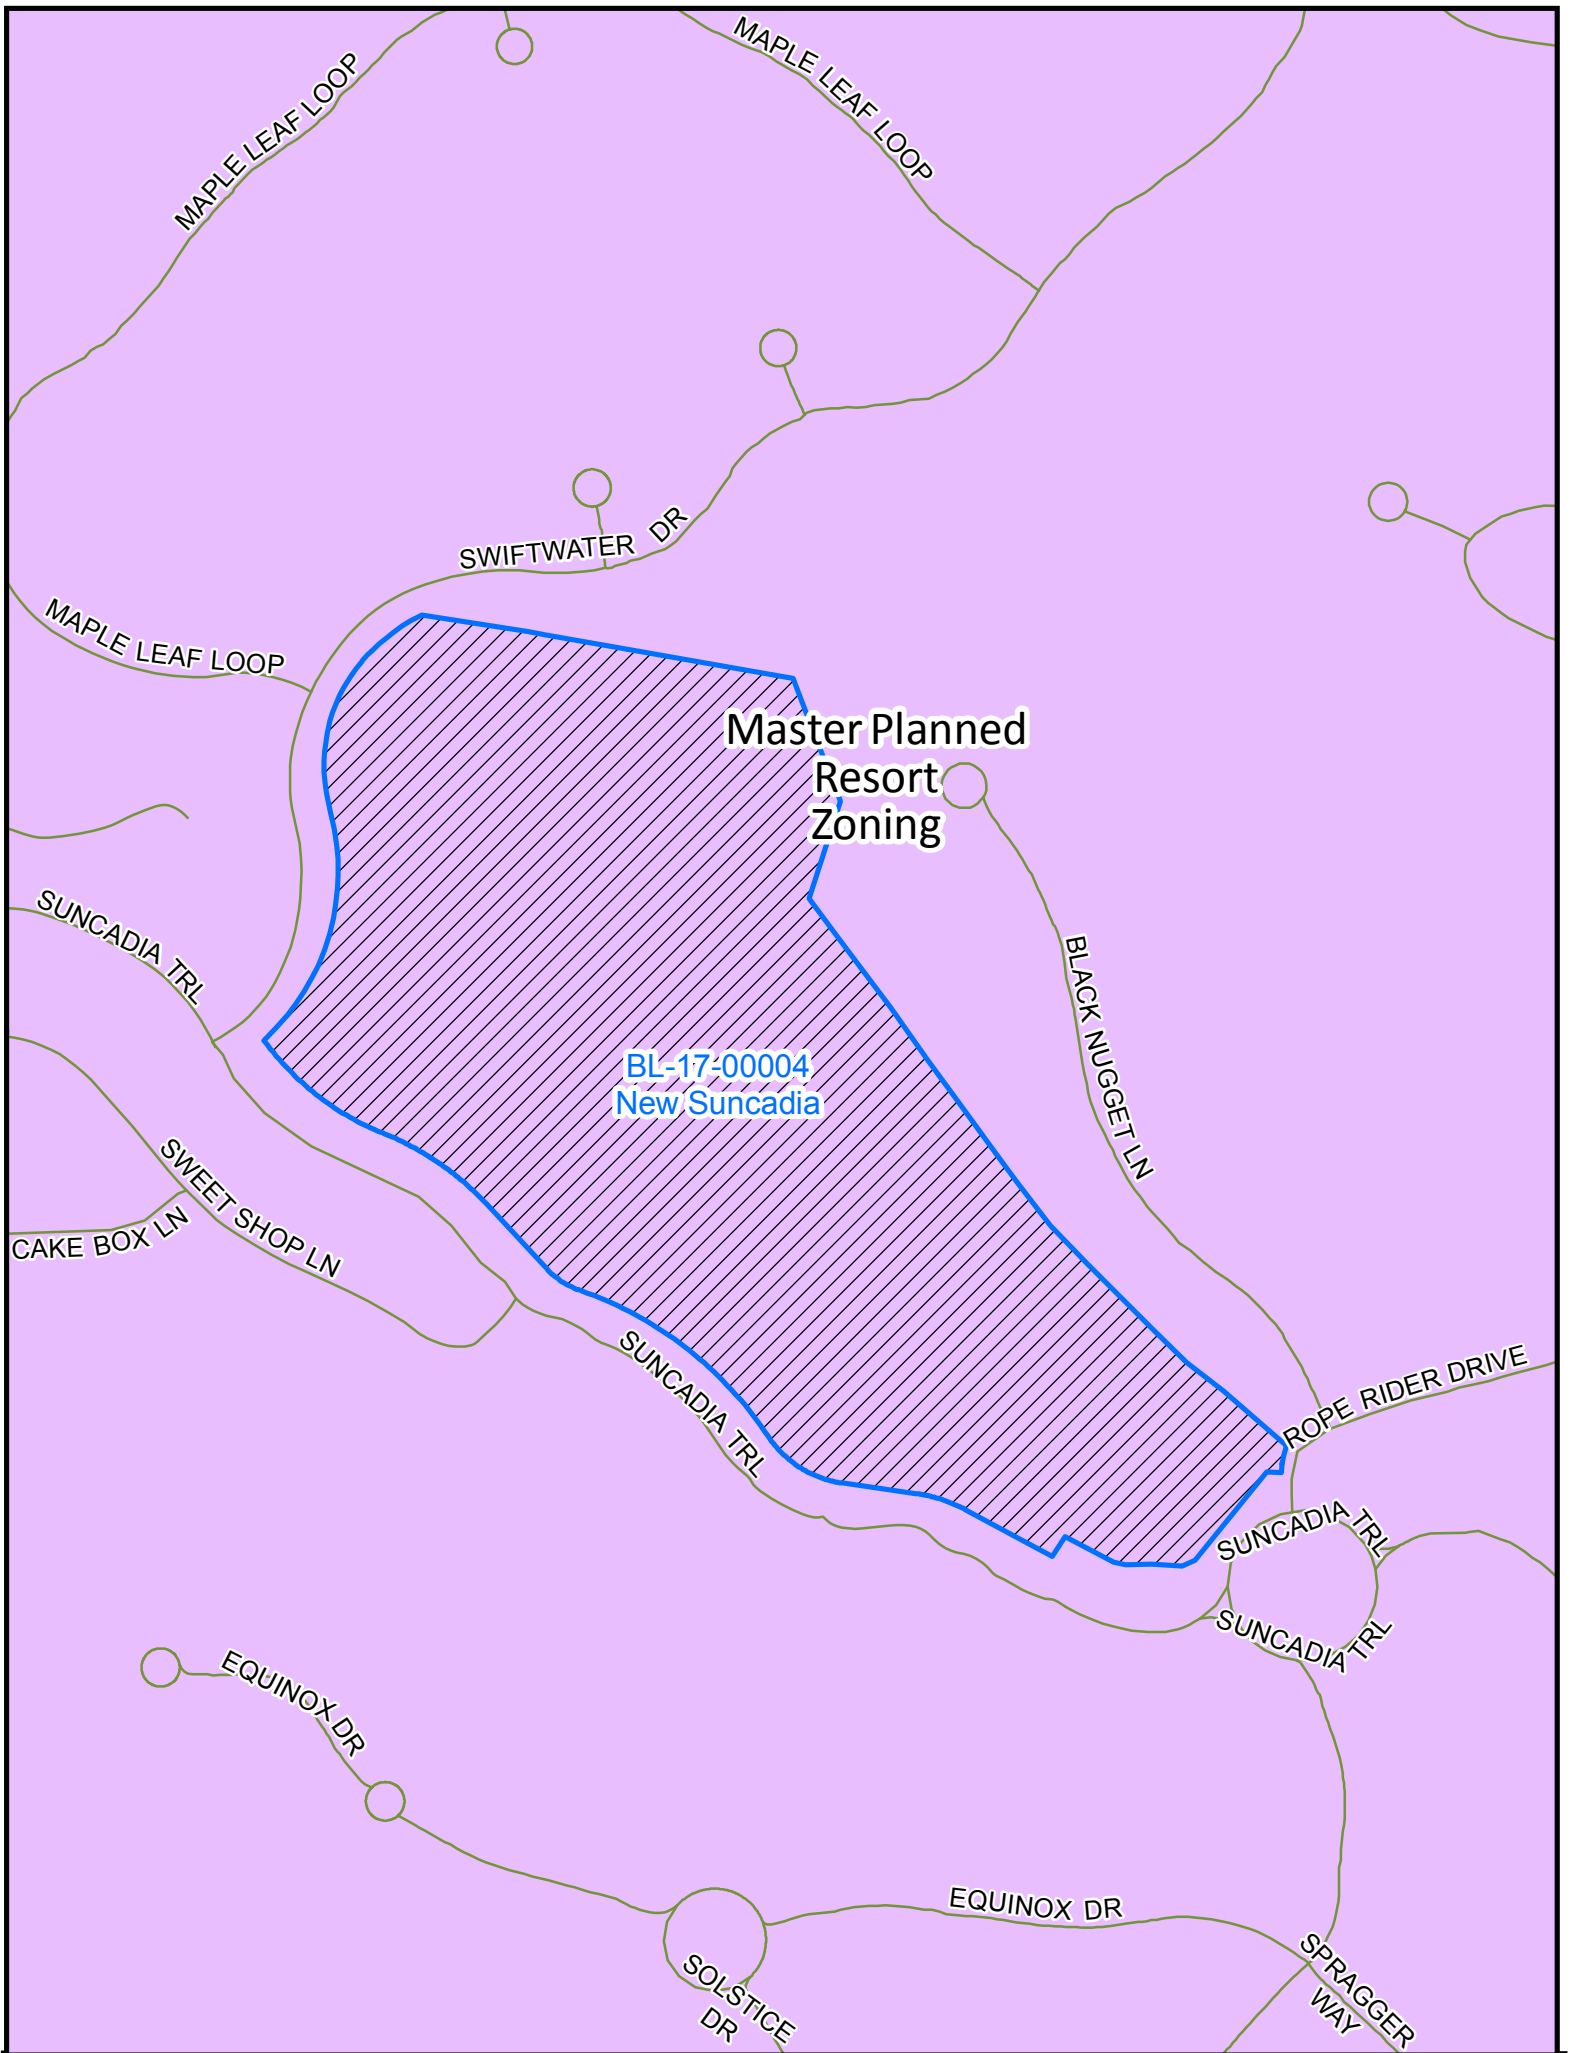 MAPLE LEAF LOOP
MAPLE LEAF LOOP
SWIFTWATER DR
MAPLE LEAF LOOP
Master Planned
Resort
Zoning
SUNCADIA TRL
BLACK NUGGET LN
BL-17-00004
New Suncadia
SWEET SHOP LN
CAKE BOX LN
SUNCADIA TRL
ROPE RIDER DRIVE
SUNCADIA TRL
SUNCADIA TRL
EQUINOX DR
EQUINOX DR
SOLSTICE
DR
SPRAGGER
WAY